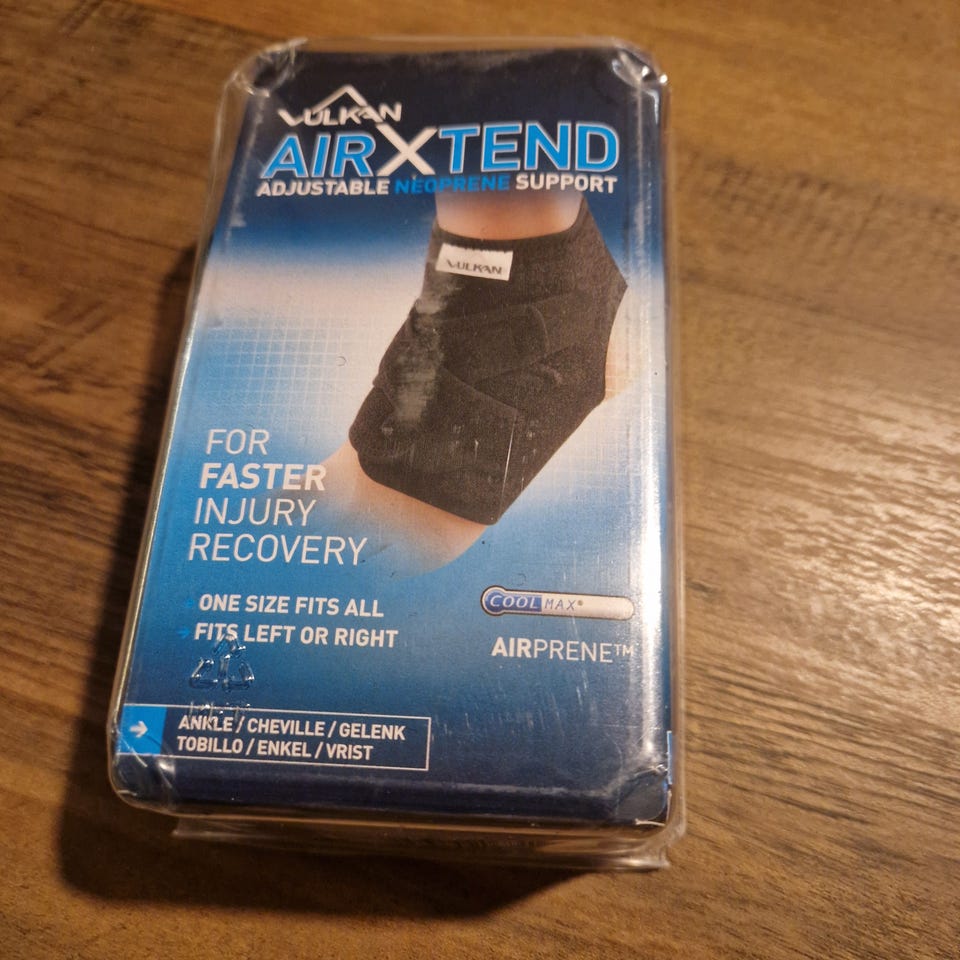 VULKAN
AIRXTEND
ADJUSTABLE NEOPRENE SUPPORT
VULKAN
FOR
FASTER
INJURY
RECOVERY
ONE SIZE FITS ALL
FITS LEFT OR RIGHT
COOLMAX®
AIRPRENE™
ANKLE / CHEVILLE / GELENK
TOBILLO / ENKEL / VRIST